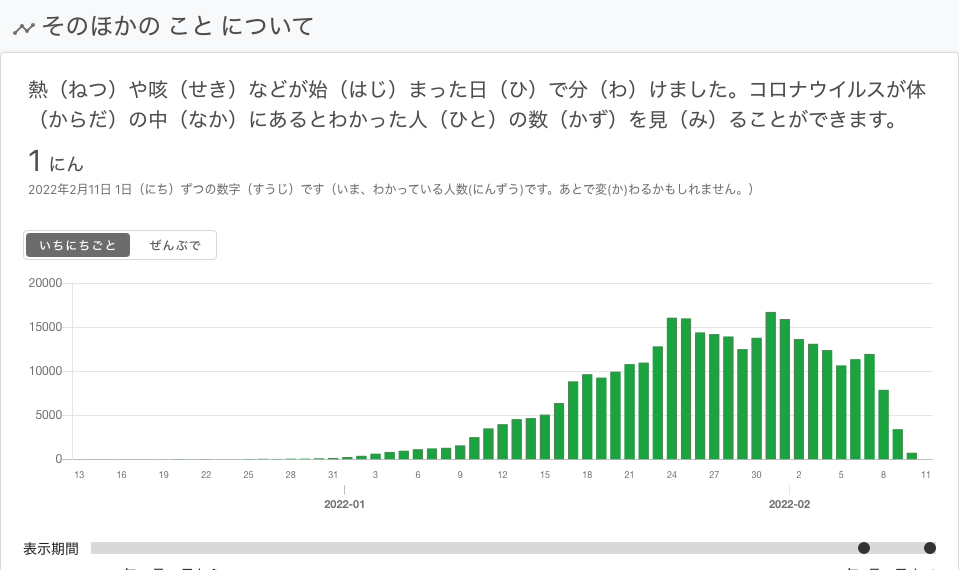 そのほかの こと について
熱（ねつ）や咳（せき）などが始（はじ）まった日（ひ）で分（わ）けました。コロナウイルスが体
（からだ）の中（なか）にあるとわかった人（ひと）の数（かず）を見（み）ることができます。
1 にん
2022年2月11日 1日（にち）ずつの数字（すうじ）です（いま、わかっている人数(にんずう)です。あとで変(か)わるかもしれません。）
いちにちごと ぜんぶで
20000
15000
10000
5000
0
13 16 19 22 25 28 31 3 6 9 12 15 18 21 24 27 30 2 5 8 11
2022-01 2022-02
表示期間